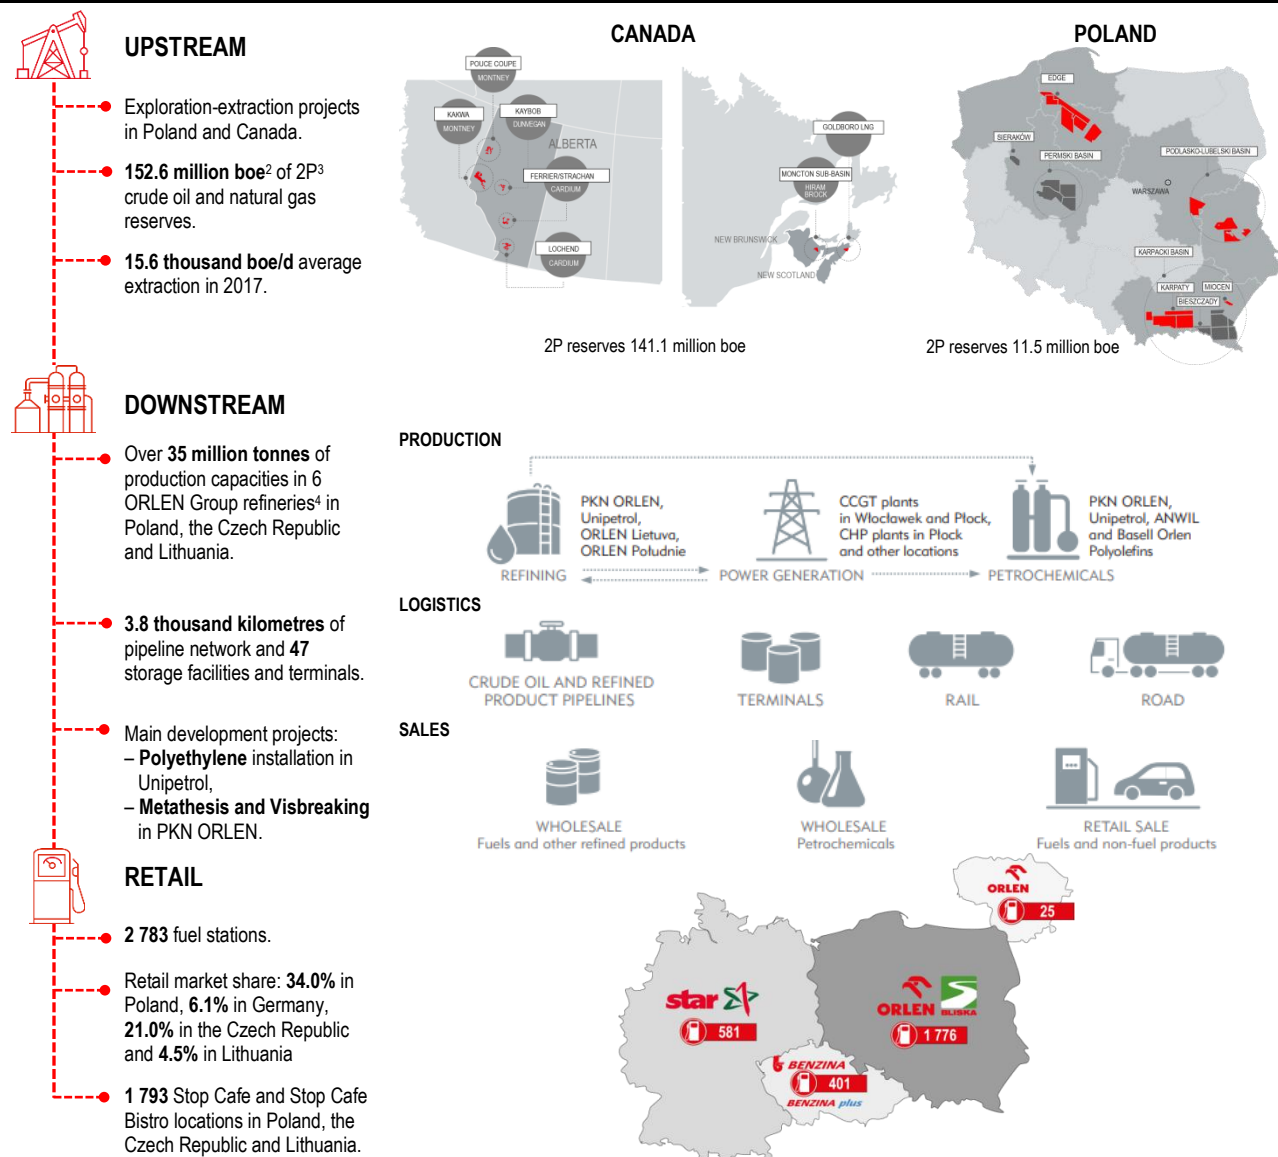 UPSTREAM
Exploration-extraction projects
in Poland and Canada.
152.6 million boe² of 2P³
crude oil and natural gas
reserves.
15.6 thousand boe/d average
extraction in 2017.
CANADA
POUCE COUPE
MONTNEY
KAKWA
MONTNEY
KAYBOB
DUNVEGAN
ALBERTA
FERRIER/STRACHAN
CARDIUM
LOCHEND
CARDIUM
GOLDBORO LNG
MONCTON SUB-BASIN
HIRAM
BROCK
NEW BRUNSWICK
NEW SCOTLAND
2P reserves 141.1 million boe
POLAND
EDGE
SIERAKÓW
PERMSKI BASIN
PODLASKO-LUBELSKI BASIN
WARSZAWA
KARPACKI BASIN
KARPATY
MIOCEN
BIESZCZADY
2P reserves 11.5 million boe
DOWNSTREAM
Over 35 million tonnes of
production capacities in 6
ORLEN Group refineries⁴ in
Poland, the Czech Republic
and Lithuania.
3.8 thousand kilometres of
pipeline network and 47
storage facilities and terminals.
Main development projects:
– Polyethylene installation in
Unipetrol,
– Metathesis and Visbreaking
in PKN ORLEN.
PRODUCTION
PKN ORLEN,
Unipetrol,
ORLEN Lietuva,
ORLEN Południe
REFINING
CCGT plants
in Włocławek and Płock,
CHP plants in Płock
and other locations
POWER GENERATION
PKN ORLEN,
Unipetrol, ANWIL
and Basell Orlen
Polyolefins
PETROCHEMICALS
LOGISTICS
CRUDE OIL AND REFINED
PRODUCT PIPELINES
TERMINALS
RAIL
ROAD
SALES
WHOLESALE
Fuels and other refined products
WHOLESALE
Petrochemicals
RETAIL SALE
Fuels and non-fuel products
RETAIL
2 783 fuel stations.
Retail market share: 34.0% in
Poland, 6.1% in Germany,
21.0% in the Czech Republic
and 4.5% in Lithuania
1 793 Stop Cafe and Stop Cafe
Bistro locations in Poland, the
Czech Republic and Lithuania.
ORLEN
25
star
581
ORLEN
BLISKA
1 776
BENZINA
401
BENZINA plus